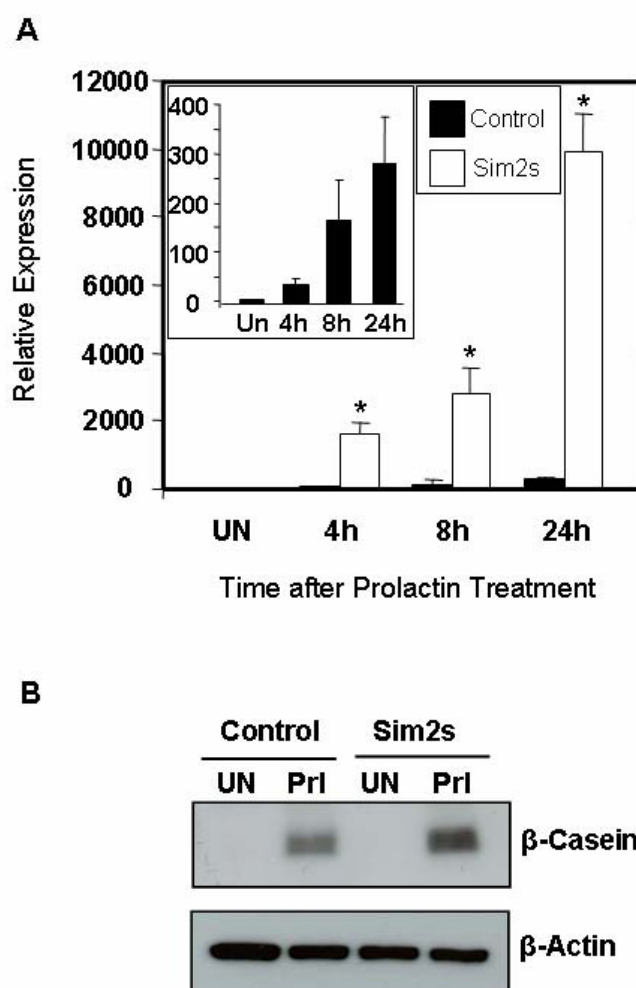 A
12000
10000
8000
6000
4000
2000
0
Relative Expression
400
300
200
100
0
Un 4h 8h 24h
Control
Sim2s
*
*
*
UN 4h 8h 24h
Time after Prolactin Treatment
B
Control Sim2s
UN Prl UN Prl
β-Casein
β-Actin